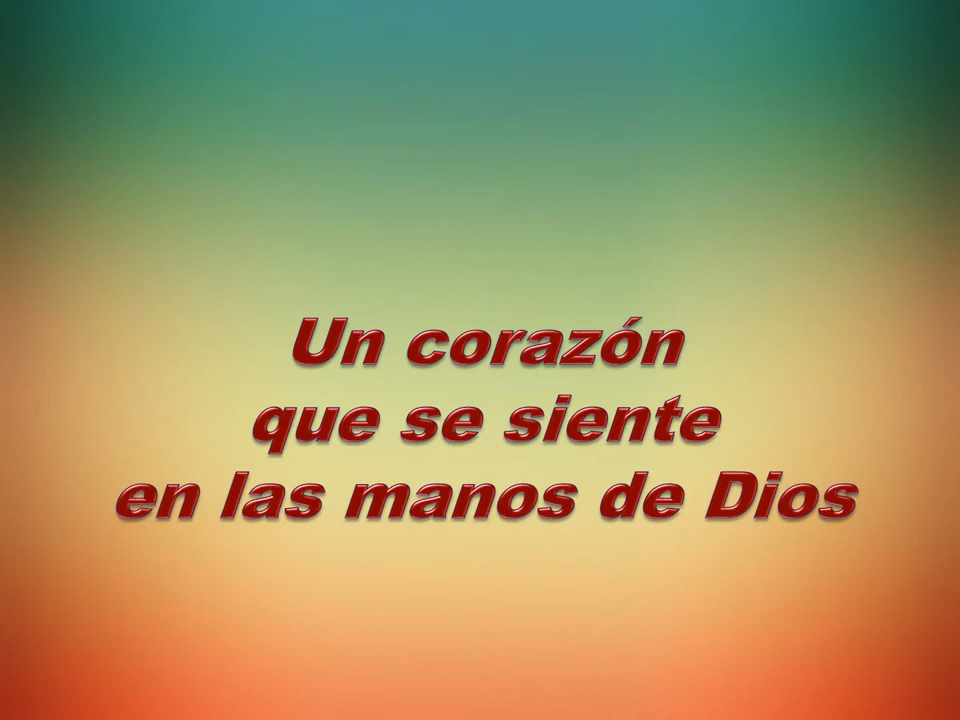 Un corazón
que se siente
en las manos de Dios